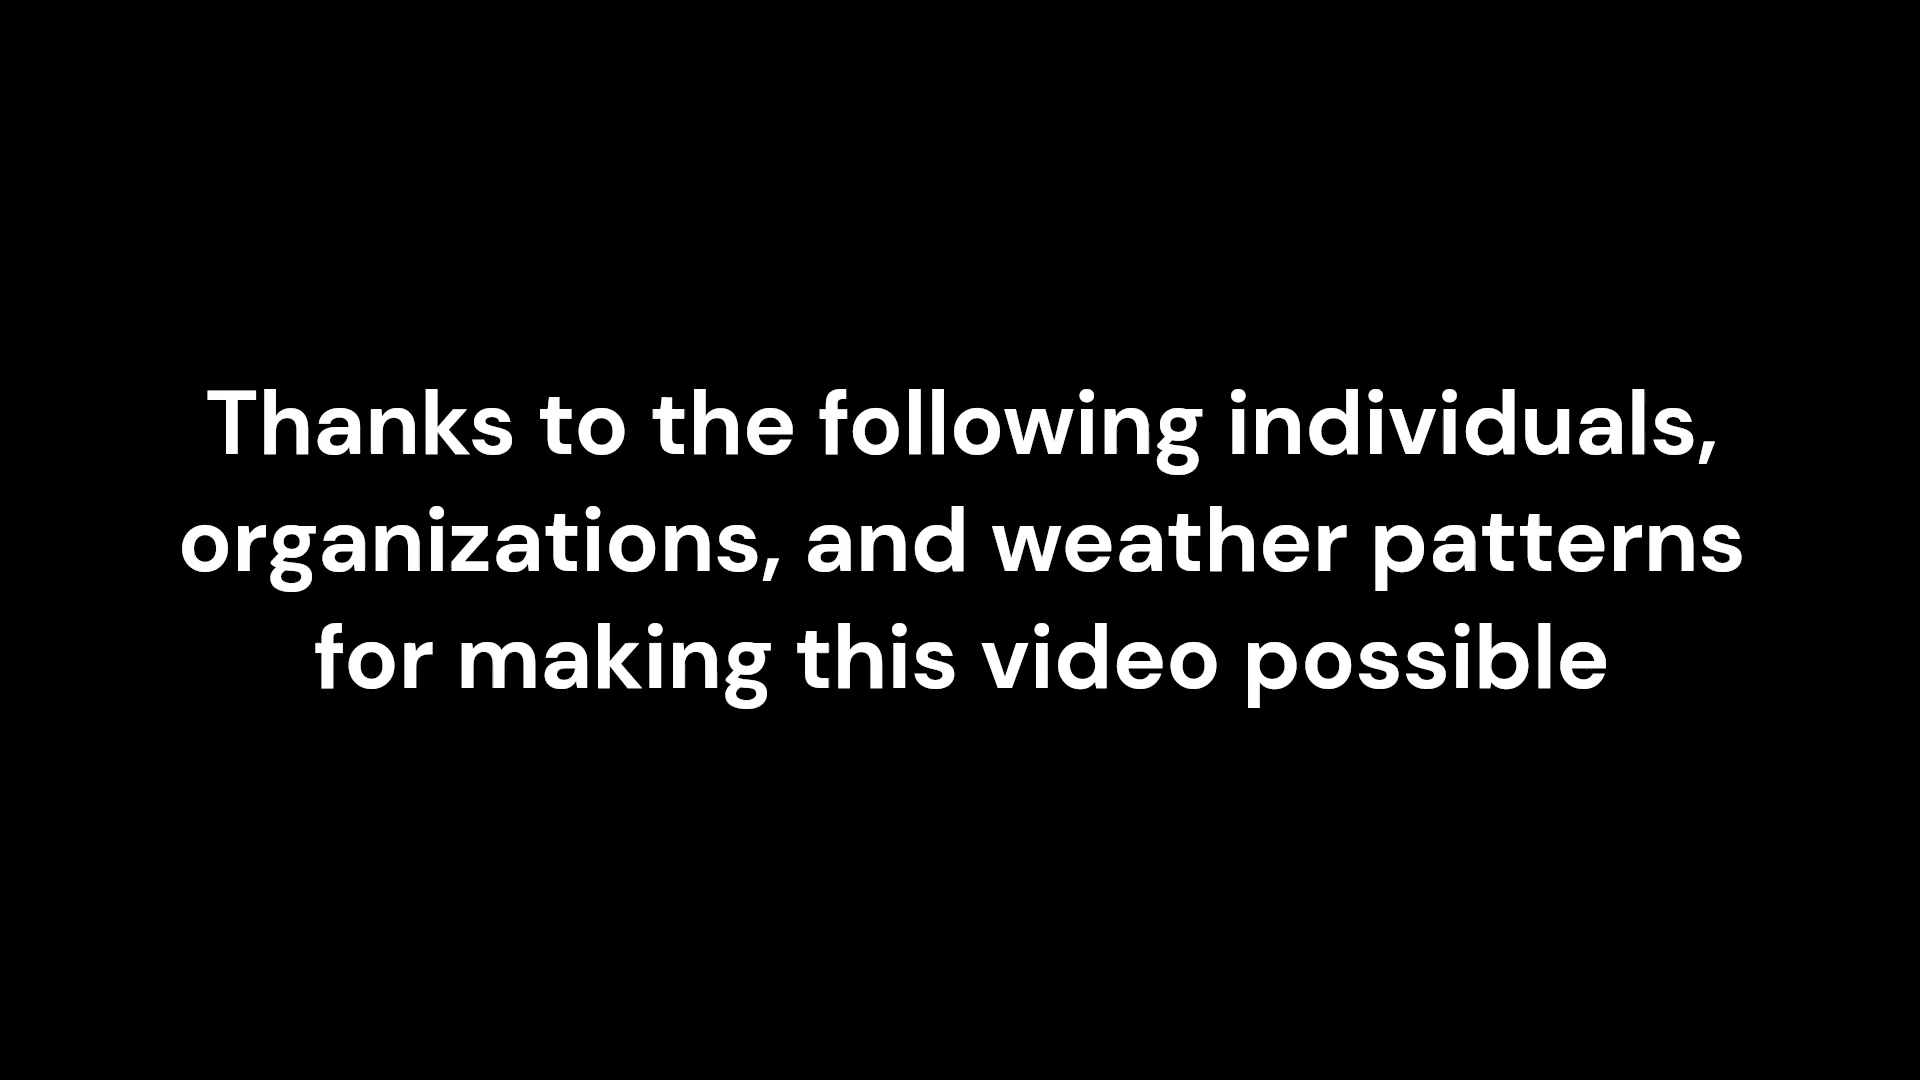 Thanks to the following individuals,
organizations, and weather patterns
for making this video possible